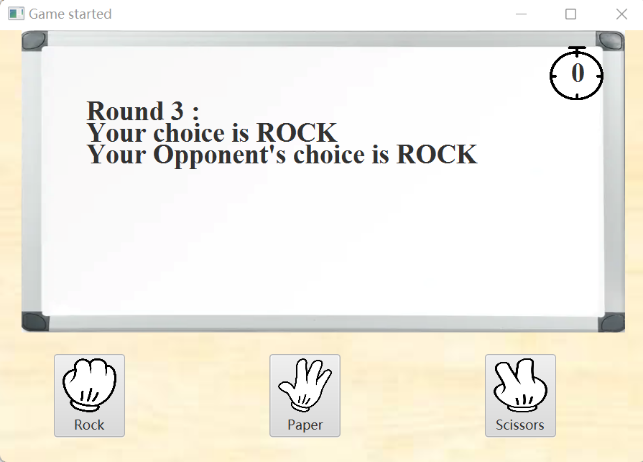 Game started
0
Round 3 :
Your choice is ROCK
Your Opponent's choice is ROCK
Rock
Paper
Scissors